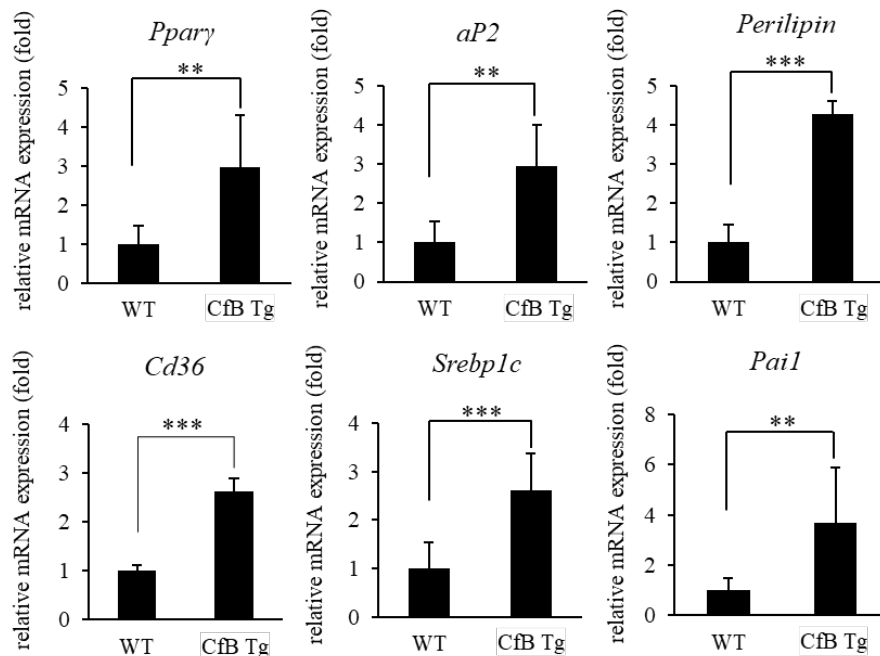 Pparγ
relative mRNA expression (fold)
**
5
4
3
2
1
0
WT
CfB Tg
aP2
relative mRNA expression (fold)
**
5
4
3
2
1
0
WT
CfB Tg
Perilipin
relative mRNA expression (fold)
***
5
4
3
2
1
0
WT
CfB Tg
Cd36
relative mRNA expression (fold)
***
4
3
2
1
0
WT
CfB Tg
Srebp1c
relative mRNA expression (fold)
***
4
3
2
1
0
WT
CfB Tg
Pai1
relative mRNA expression (fold)
**
8
6
4
2
0
WT
CfB Tg